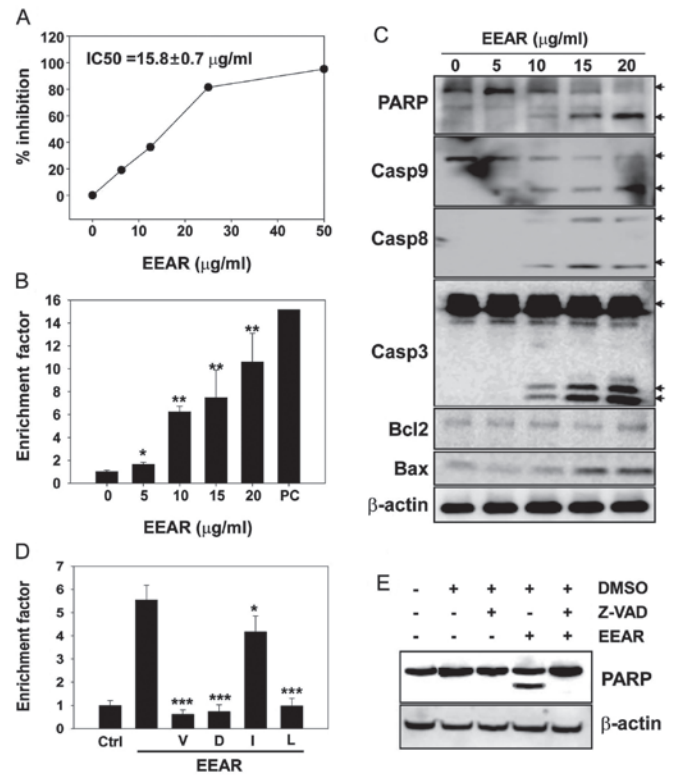 A
120
100
80
60
40
20
0
% inhibition
IC50 =15.8±0.7 μg/ml
0 10 20 30 40 50
EEAR (μg/ml)
B
16
14
12
10
8
6
4
2
0
Enrichment factor
* ** ** **
0 5 10 15 20 PC
EEAR (μg/ml)
C
EEAR (μg/ml)
0 5 10 15 20
PARP
Casp9
Casp8
Casp3
Bcl2
Bax
β-actin
D
7
6
5
4
3
2
1
0
Enrichment factor
*** *** * ***
Ctrl V D I L
EEAR
E
- + + + + DMSO
- - + - + Z-VAD
- - - + + EEAR
PARP
β-actin